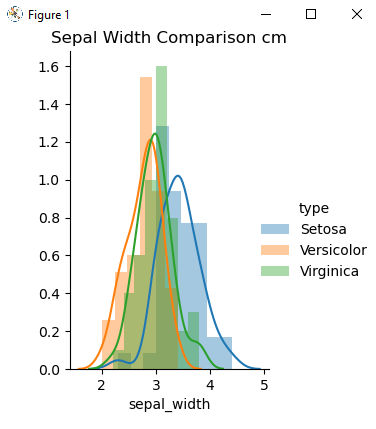 Figure 1
Sepal Width Comparison cm
1.6
1.4
1.2
1.0
0.8
0.6
0.4
0.2
0.0
2 3 4 5
sepal_width
type
Setosa
Versicolor
Virginica